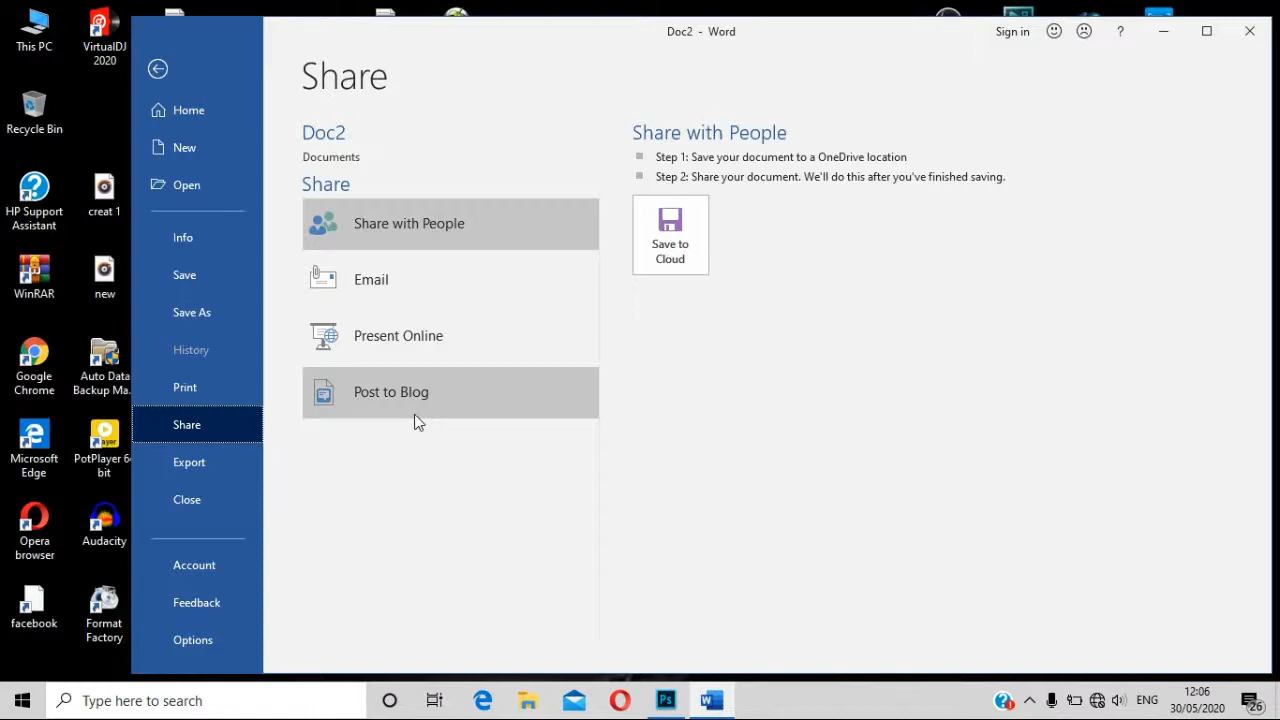 This PC
VirtualDJ
2020
Recycle Bin
HP Support
Assistant
creat 1
WinRAR
new
Google
Chrome
Auto Data
Backup Ma...
Microsoft
Edge
PotPlayer 64
bit
Opera
browser
Audacity
facebook
Format
Factory
Doc2 - Word
Sign in
?
Home
New
Open
Info
Save
Save As
History
Print
Share
Export
Close
Account
Feedback
Options
Share
Doc2
Documents
Share
Share with People
Email
Present Online
Post to Blog
Share with People
Step 1: Save your document to a OneDrive location
Step 2: Share your document. We'll do this after you've finished saving.
Save to
Cloud
Type here to search
Ps
W
ENG
12:06
30/05/2020
26